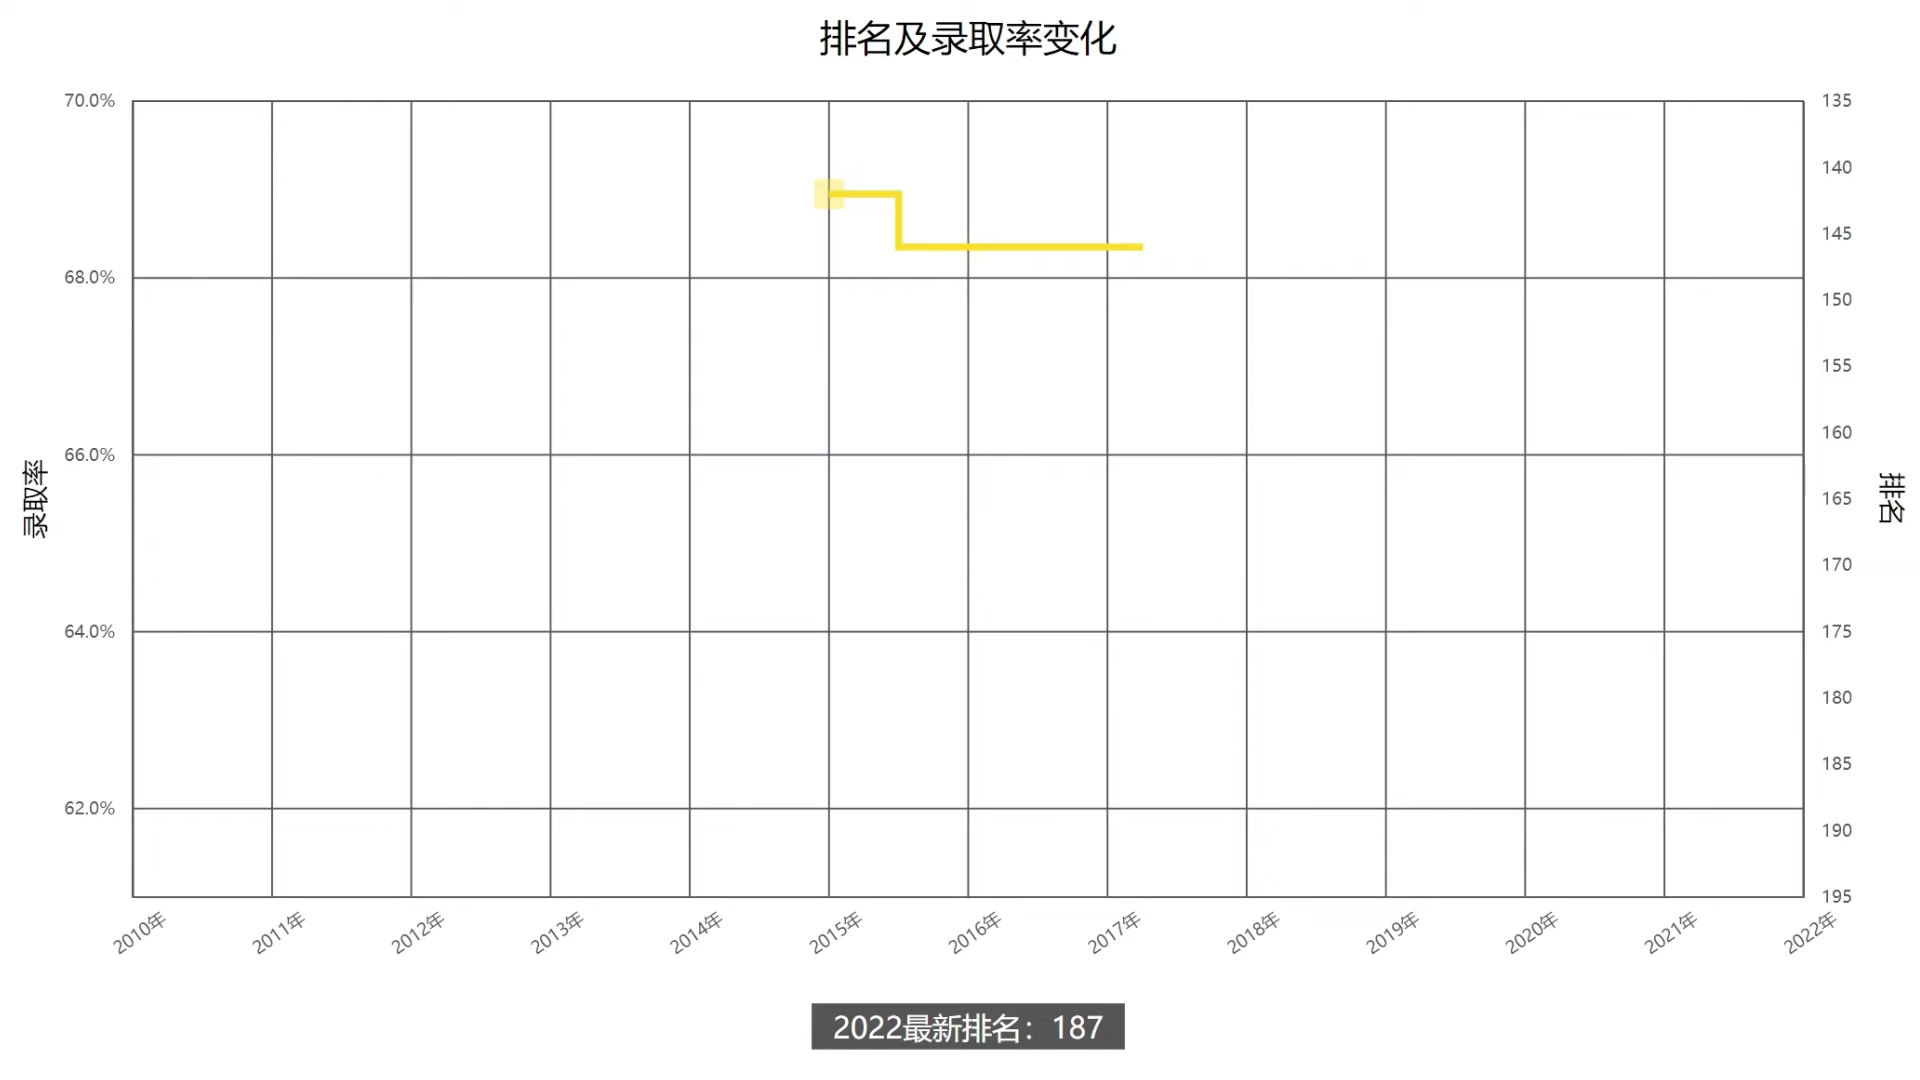 排名及录取率变化
70.0%
68.0%
66.0%
64.0%
62.0%
录取率
135
140
145
150
155
160
165
170
175
180
185
190
195
排名
2010年
2011年
2012年
2013年
2014年
2015年
2016年
2017年
2018年
2019年
2020年
2021年
2022年
2022最新排名：187